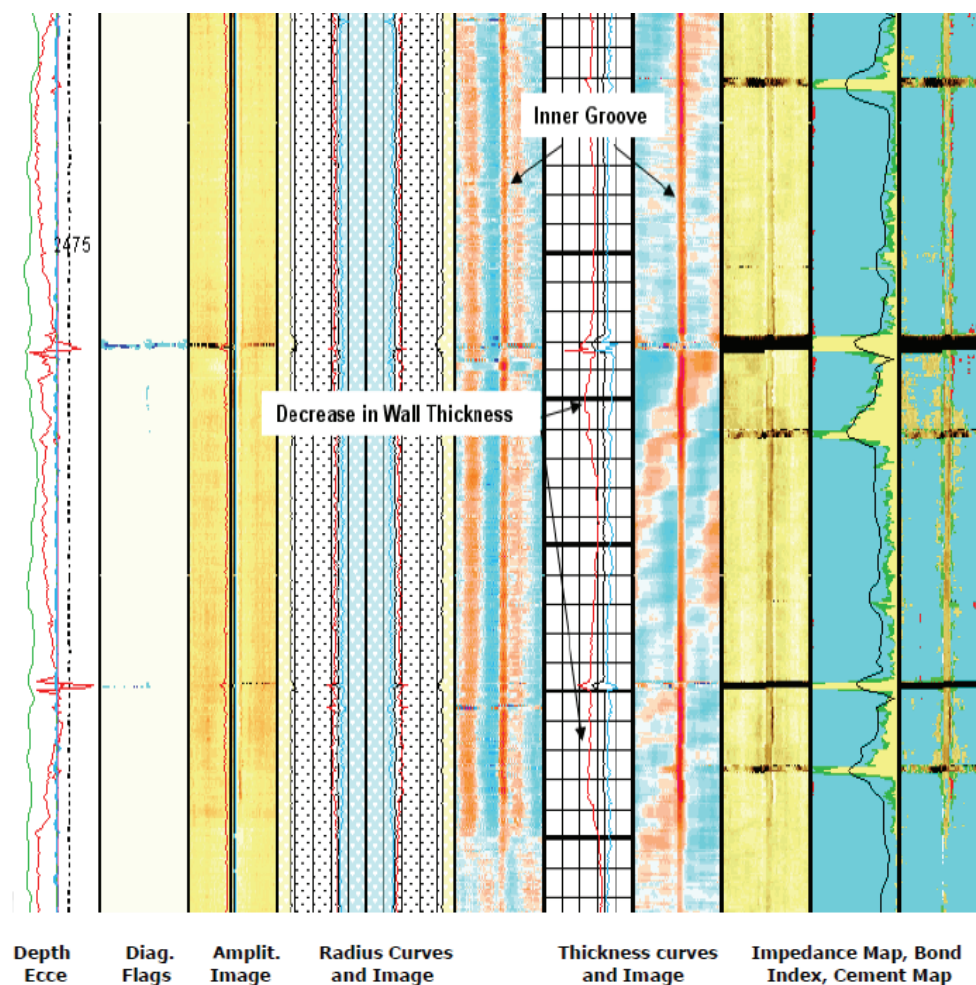 Inner Groove
2475
Decrease in Wall Thickness
Depth Ecce
Diag. Flags
Amplit. Image
Radius Curves and Image
Thickness curves and Image
Impedance Map, Bond Index, Cement Map